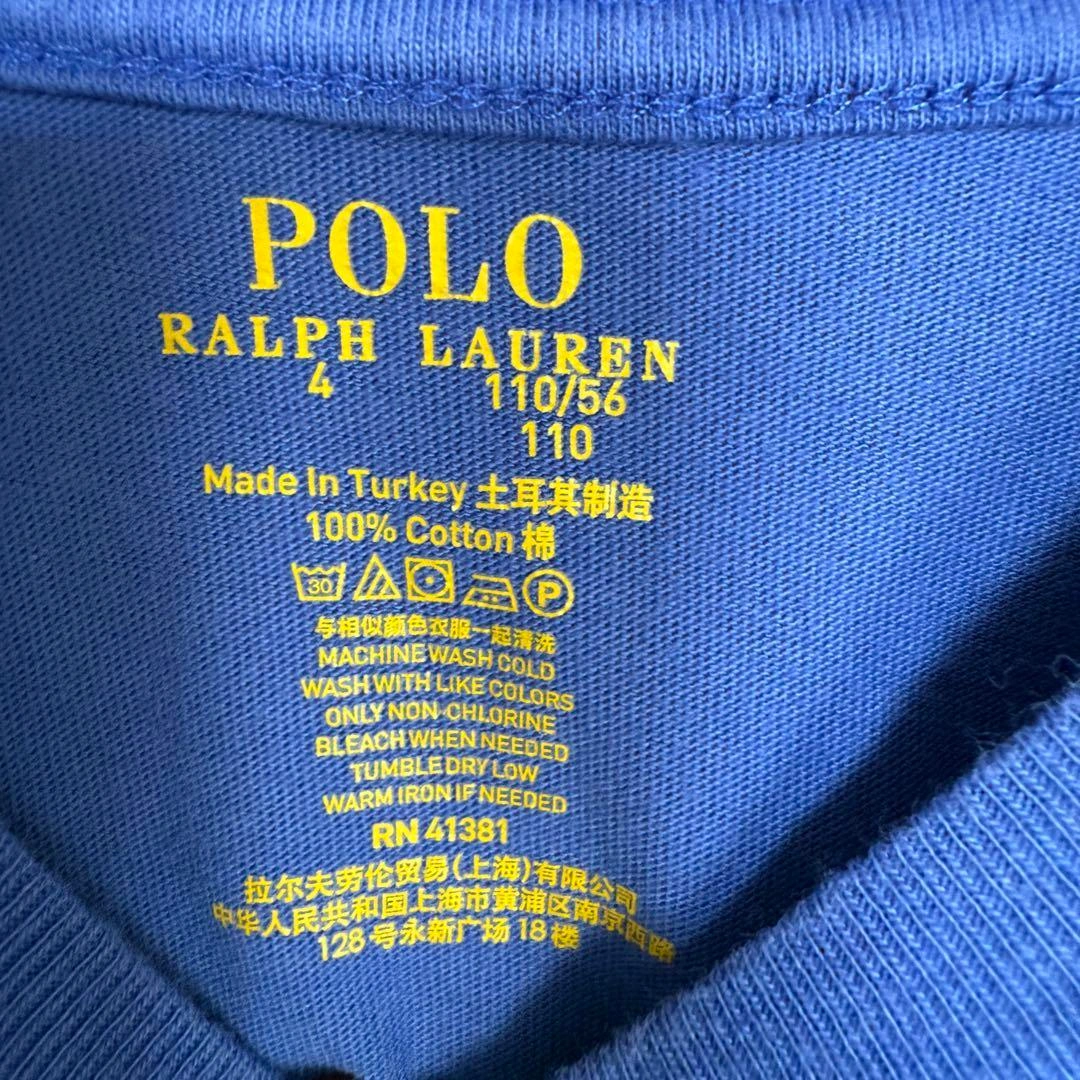 POLO
RALPH LAUREN
4 110/56
110
Made In Turkey 土耳其制造
100% Cotton 棉
30 P
与相似颜色衣服一起清洗
MACHINE WASH COLD
WASH WITH LIKE COLORS
ONLY NON-CHLORINE
BLEACH WHEN NEEDED
TUMBLE DRY LOW
WARM IRON IF NEEDED
RN 41381
拉尔夫劳伦贸易(上海)有限公司
中华人民共和国上海市黄浦区南京西路
128号永新广场18楼